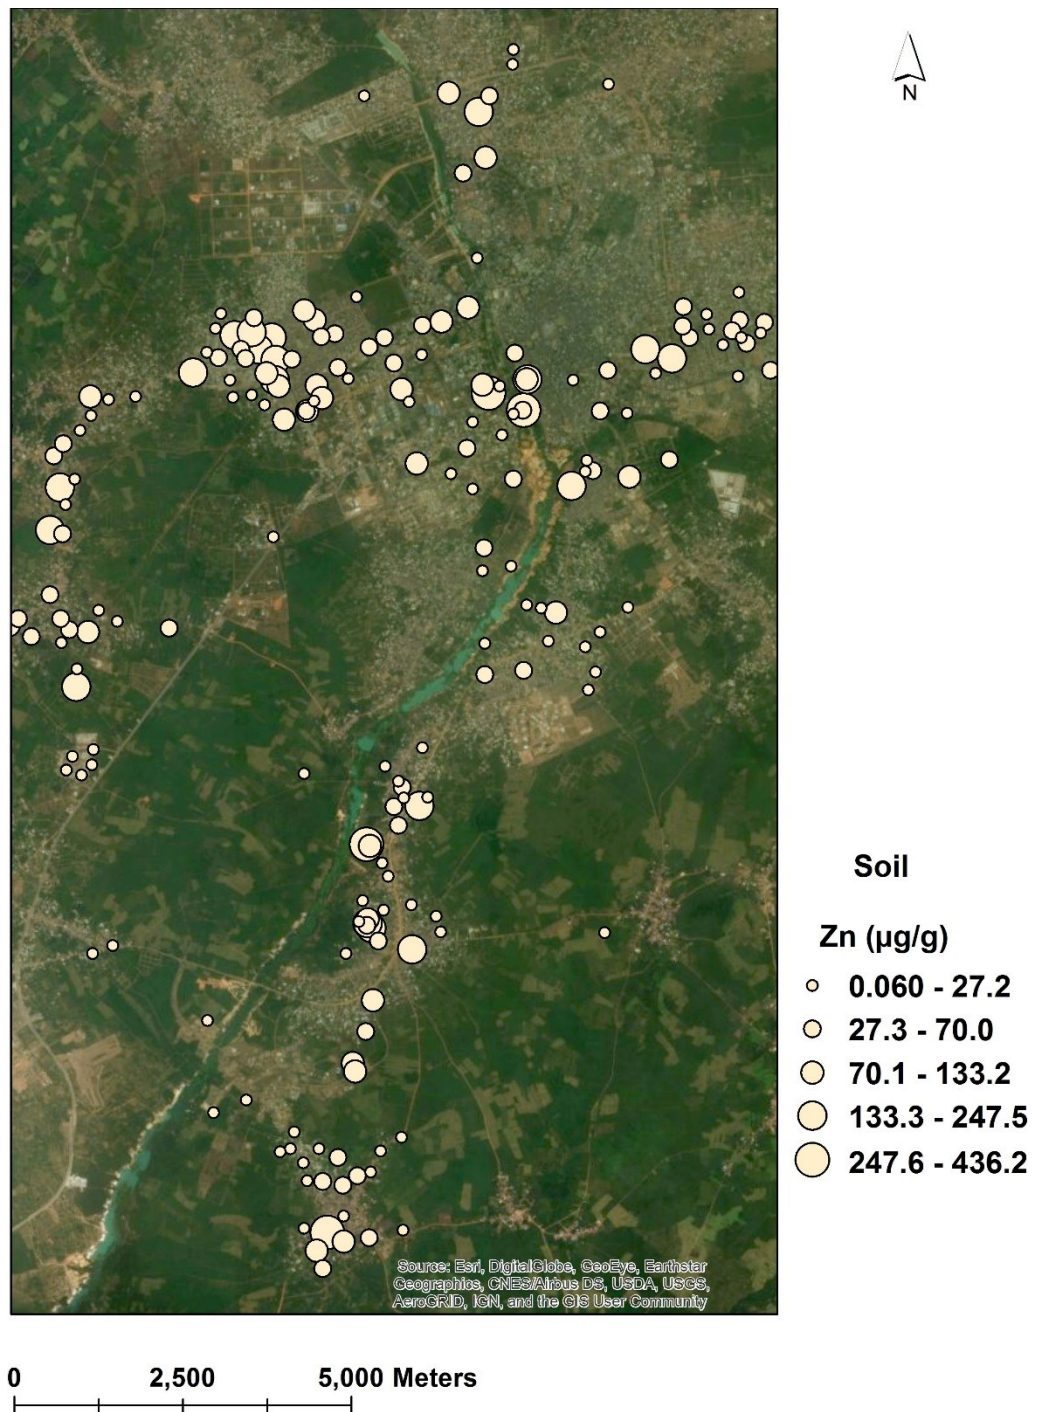 N
Soil
Zn (µg/g)
0.060 - 27.2
27.3 - 70.0
70.1 - 133.2
133.3 - 247.5
247.6 - 436.2
Source: Esri, DigitalGlobe, GeoEye, Earthstar
Geographics, CNES/Airbus DS, USDA, USGS,
AeroGRID, IGN, and the GIS User Community
0 2,500 5,000 Meters